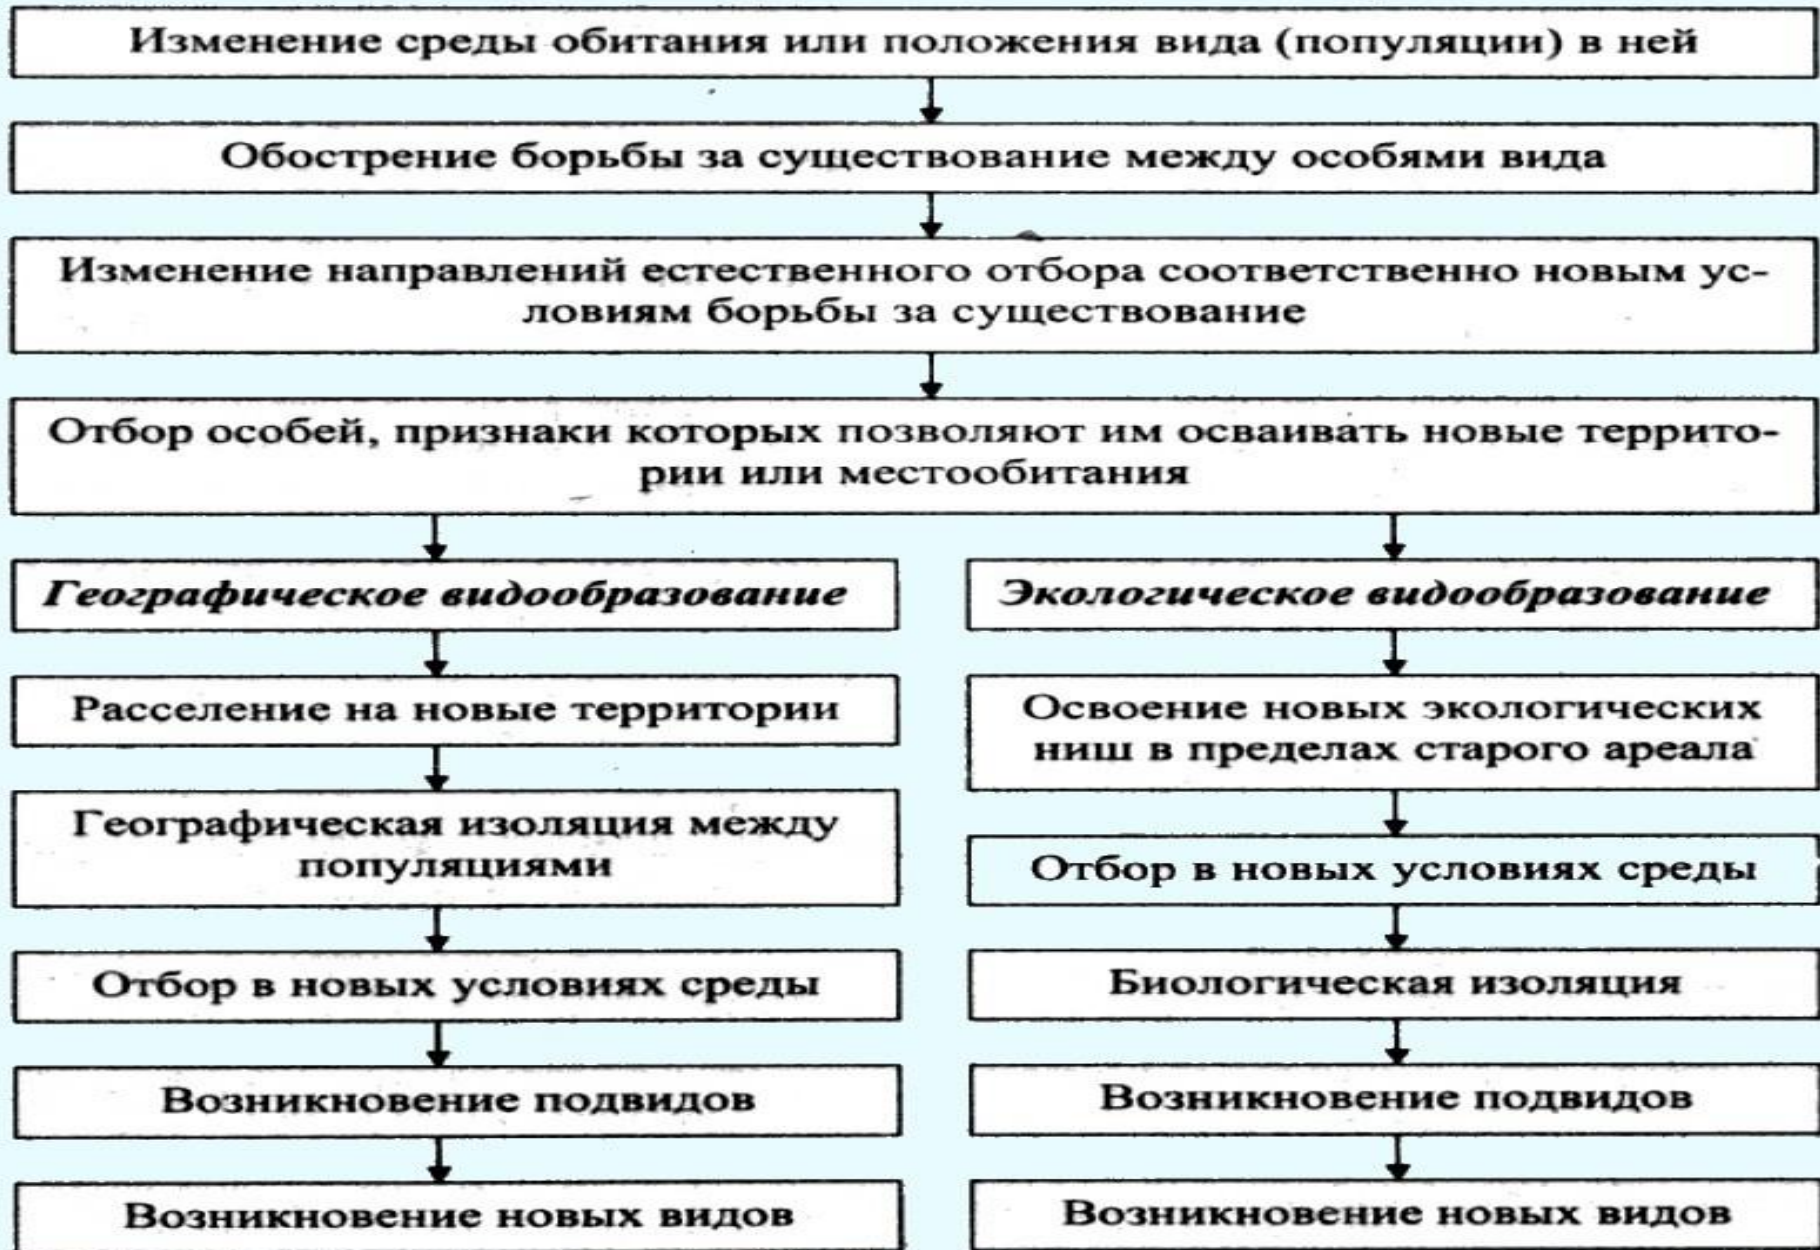 Изменение среды обитания или положения вида (популяции) в ней
Обострение борьбы за существование между особями вида
Изменение направлений естественного отбора соответственно новым ус-
ловиям борьбы за существование
Отбор особей, признаки которых позволяют им осваивать новые террито-
рии или местообитания
Географическое видообразование
Расселение на новые территории
Географическая изоляция между
популяциями
Отбор в новых условиях среды
Возникновение подвидов
Возникновение новых видов
Экологическое видообразование
Освоение новых экологических
ниш в пределах старого ареала
Отбор в новых условиях среды
Биологическая изоляция
Возникновение подвидов
Возникновение новых видов